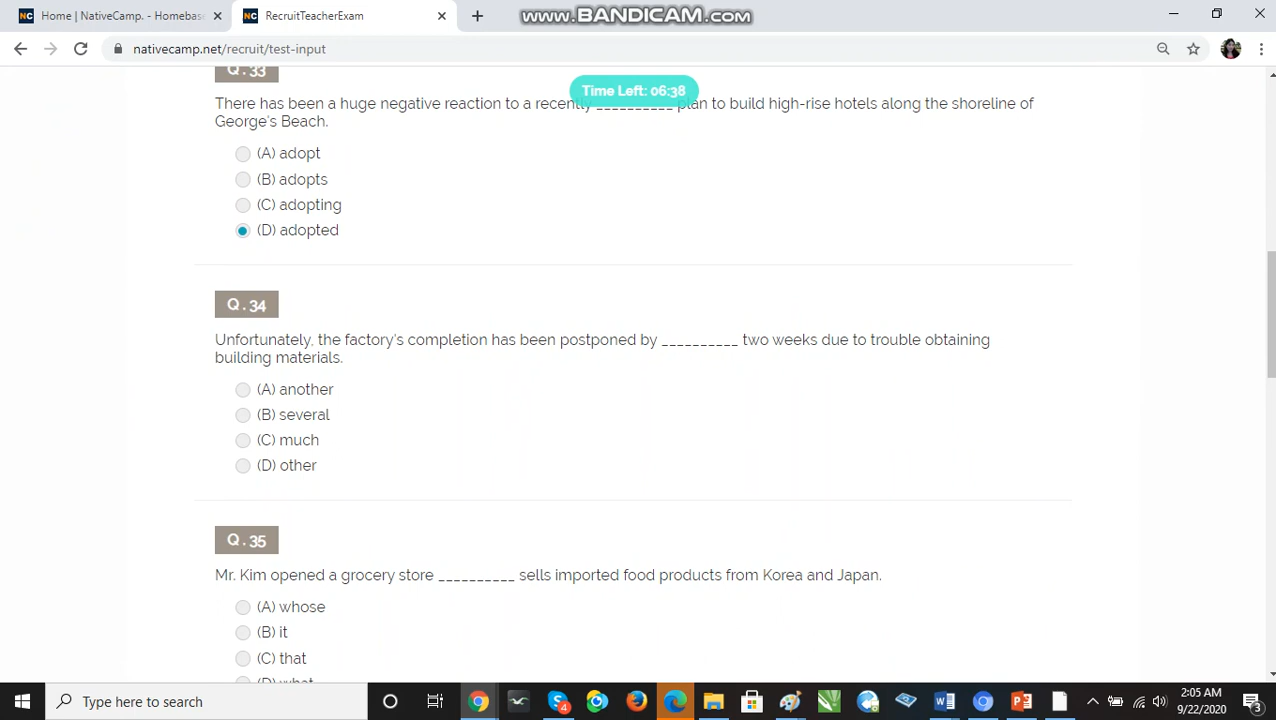 Home | NativeCamp. - Homebas
RecruitTeacherExam
www.BANDICAM.com
nativecamp.net/recruit/test-input
Q . 33
Time Left: 06:38
There has been a huge negative reaction to a recently __________ plan to build high-rise hotels along the shoreline of
George's Beach.
(A) adopt
(B) adopts
(C) adopting
(D) adopted
Q . 34
Unfortunately, the factory's completion has been postponed by __________ two weeks due to trouble obtaining
building materials.
(A) another
(B) several
(C) much
(D) other
Q . 35
Mr. Kim opened a grocery store __________ sells imported food products from Korea and Japan.
(A) whose
(B) it
(C) that
(D) what
Type here to search
4
2:05 AM
9/22/2020
3